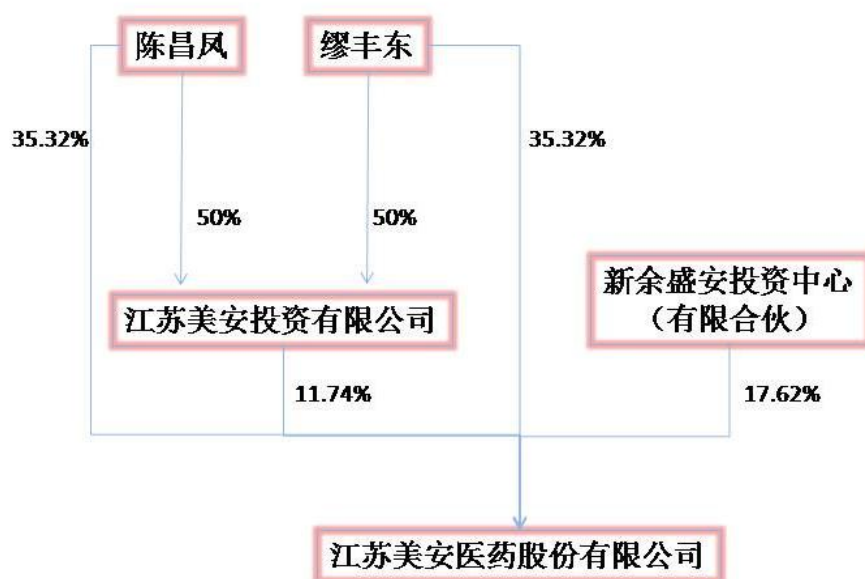 陈昌凤
缪丰东
35.32%
35.32%
50%
50%
江苏美安投资有限公司
新余盛安投资中心
（有限合伙）
11.74%
17.62%
江苏美安医药股份有限公司